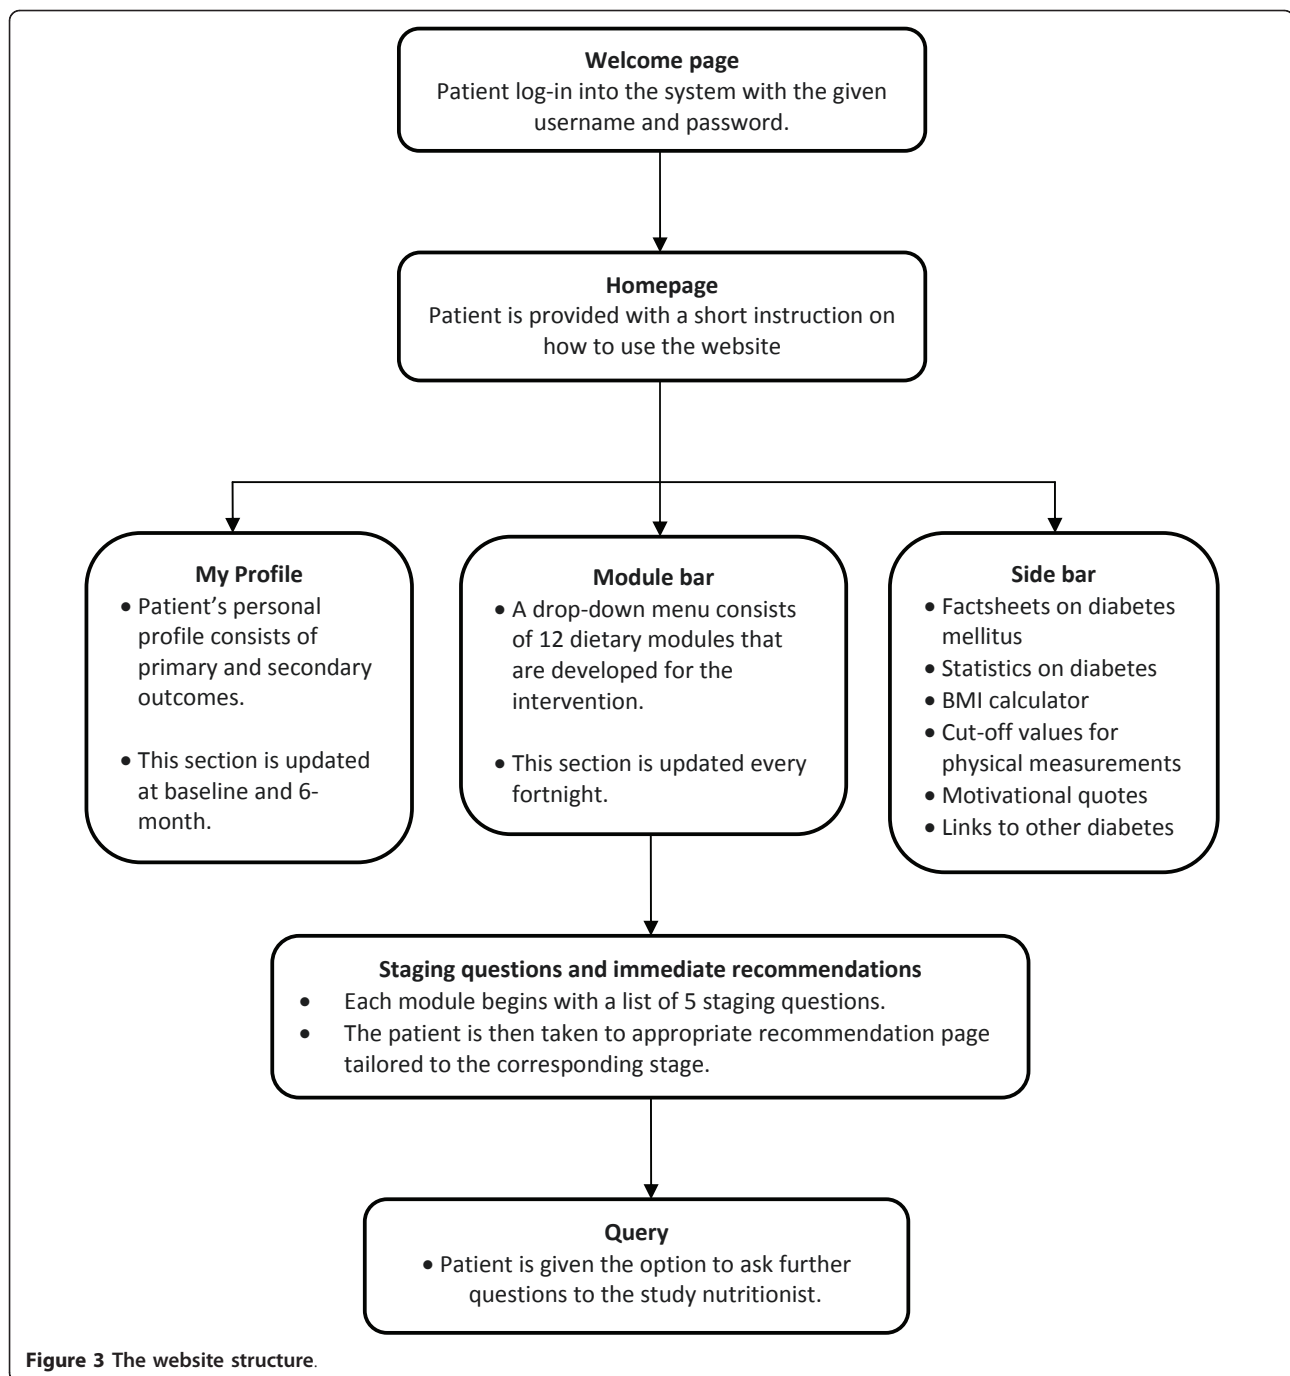 Welcome page
Patient log-in into the system with the given
username and password.
Homepage
Patient is provided with a short instruction on
how to use the website
My Profile
• Patient's personal
profile consists of
primary and secondary
outcomes.
• This section is updated
at baseline and 6-
month.
Module bar
• A drop-down menu consists
of 12 dietary modules that
are developed for the
intervention.
• This section is updated every
fortnight.
Side bar
• Factsheets on diabetes
mellitus
• Statistics on diabetes
• BMI calculator
• Cut-off values for
physical measurements
• Motivational quotes
• Links to other diabetes
Staging questions and immediate recommendations
• Each module begins with a list of 5 staging questions.
• The patient is then taken to appropriate recommendation page
tailored to the corresponding stage.
Query
• Patient is given the option to ask further
questions to the study nutritionist.
Figure 3 The website structure.